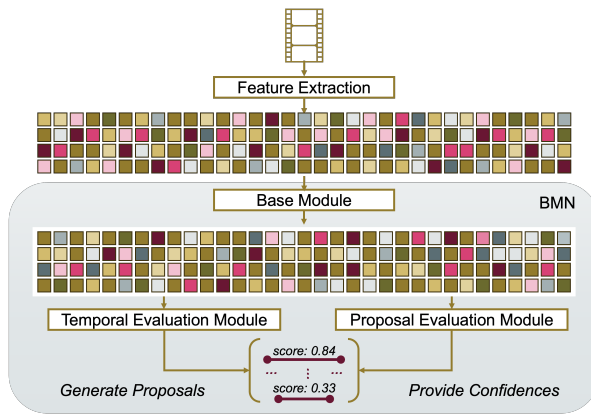 Feature Extraction
Base Module
BMN
Temporal Evaluation Module
Proposal Evaluation Module
score: 0.84
... ⋮ ...
score: 0.33
Generate Proposals
Provide Confidences